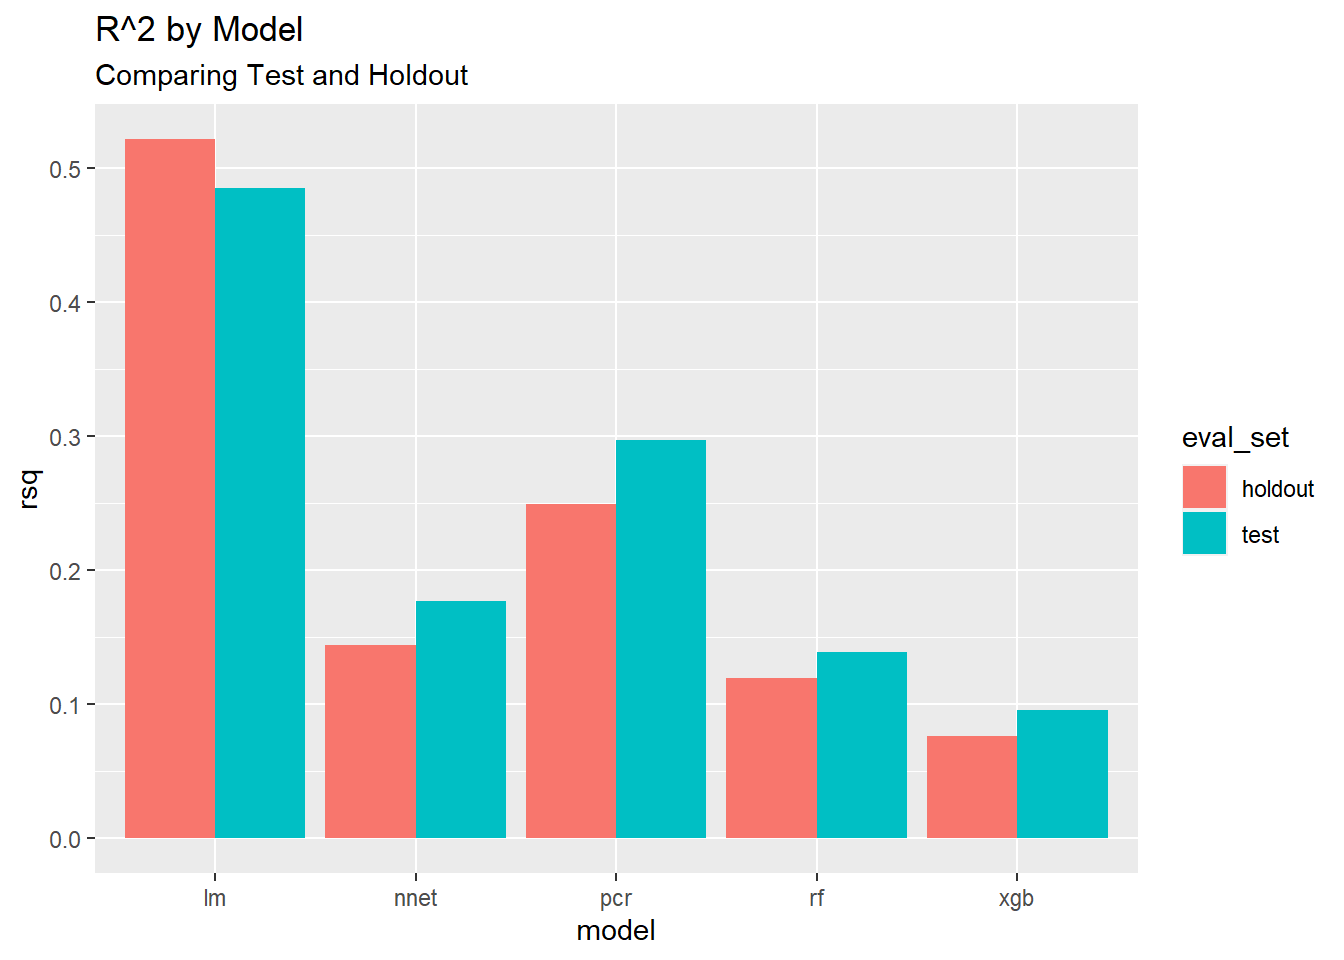 R^2 by Model
Comparing Test and Holdout
0.5
0.4
0.3
0.2
0.1
0.0
rsq
lm nnet pcr rf xgb
model
eval_set
holdout
test